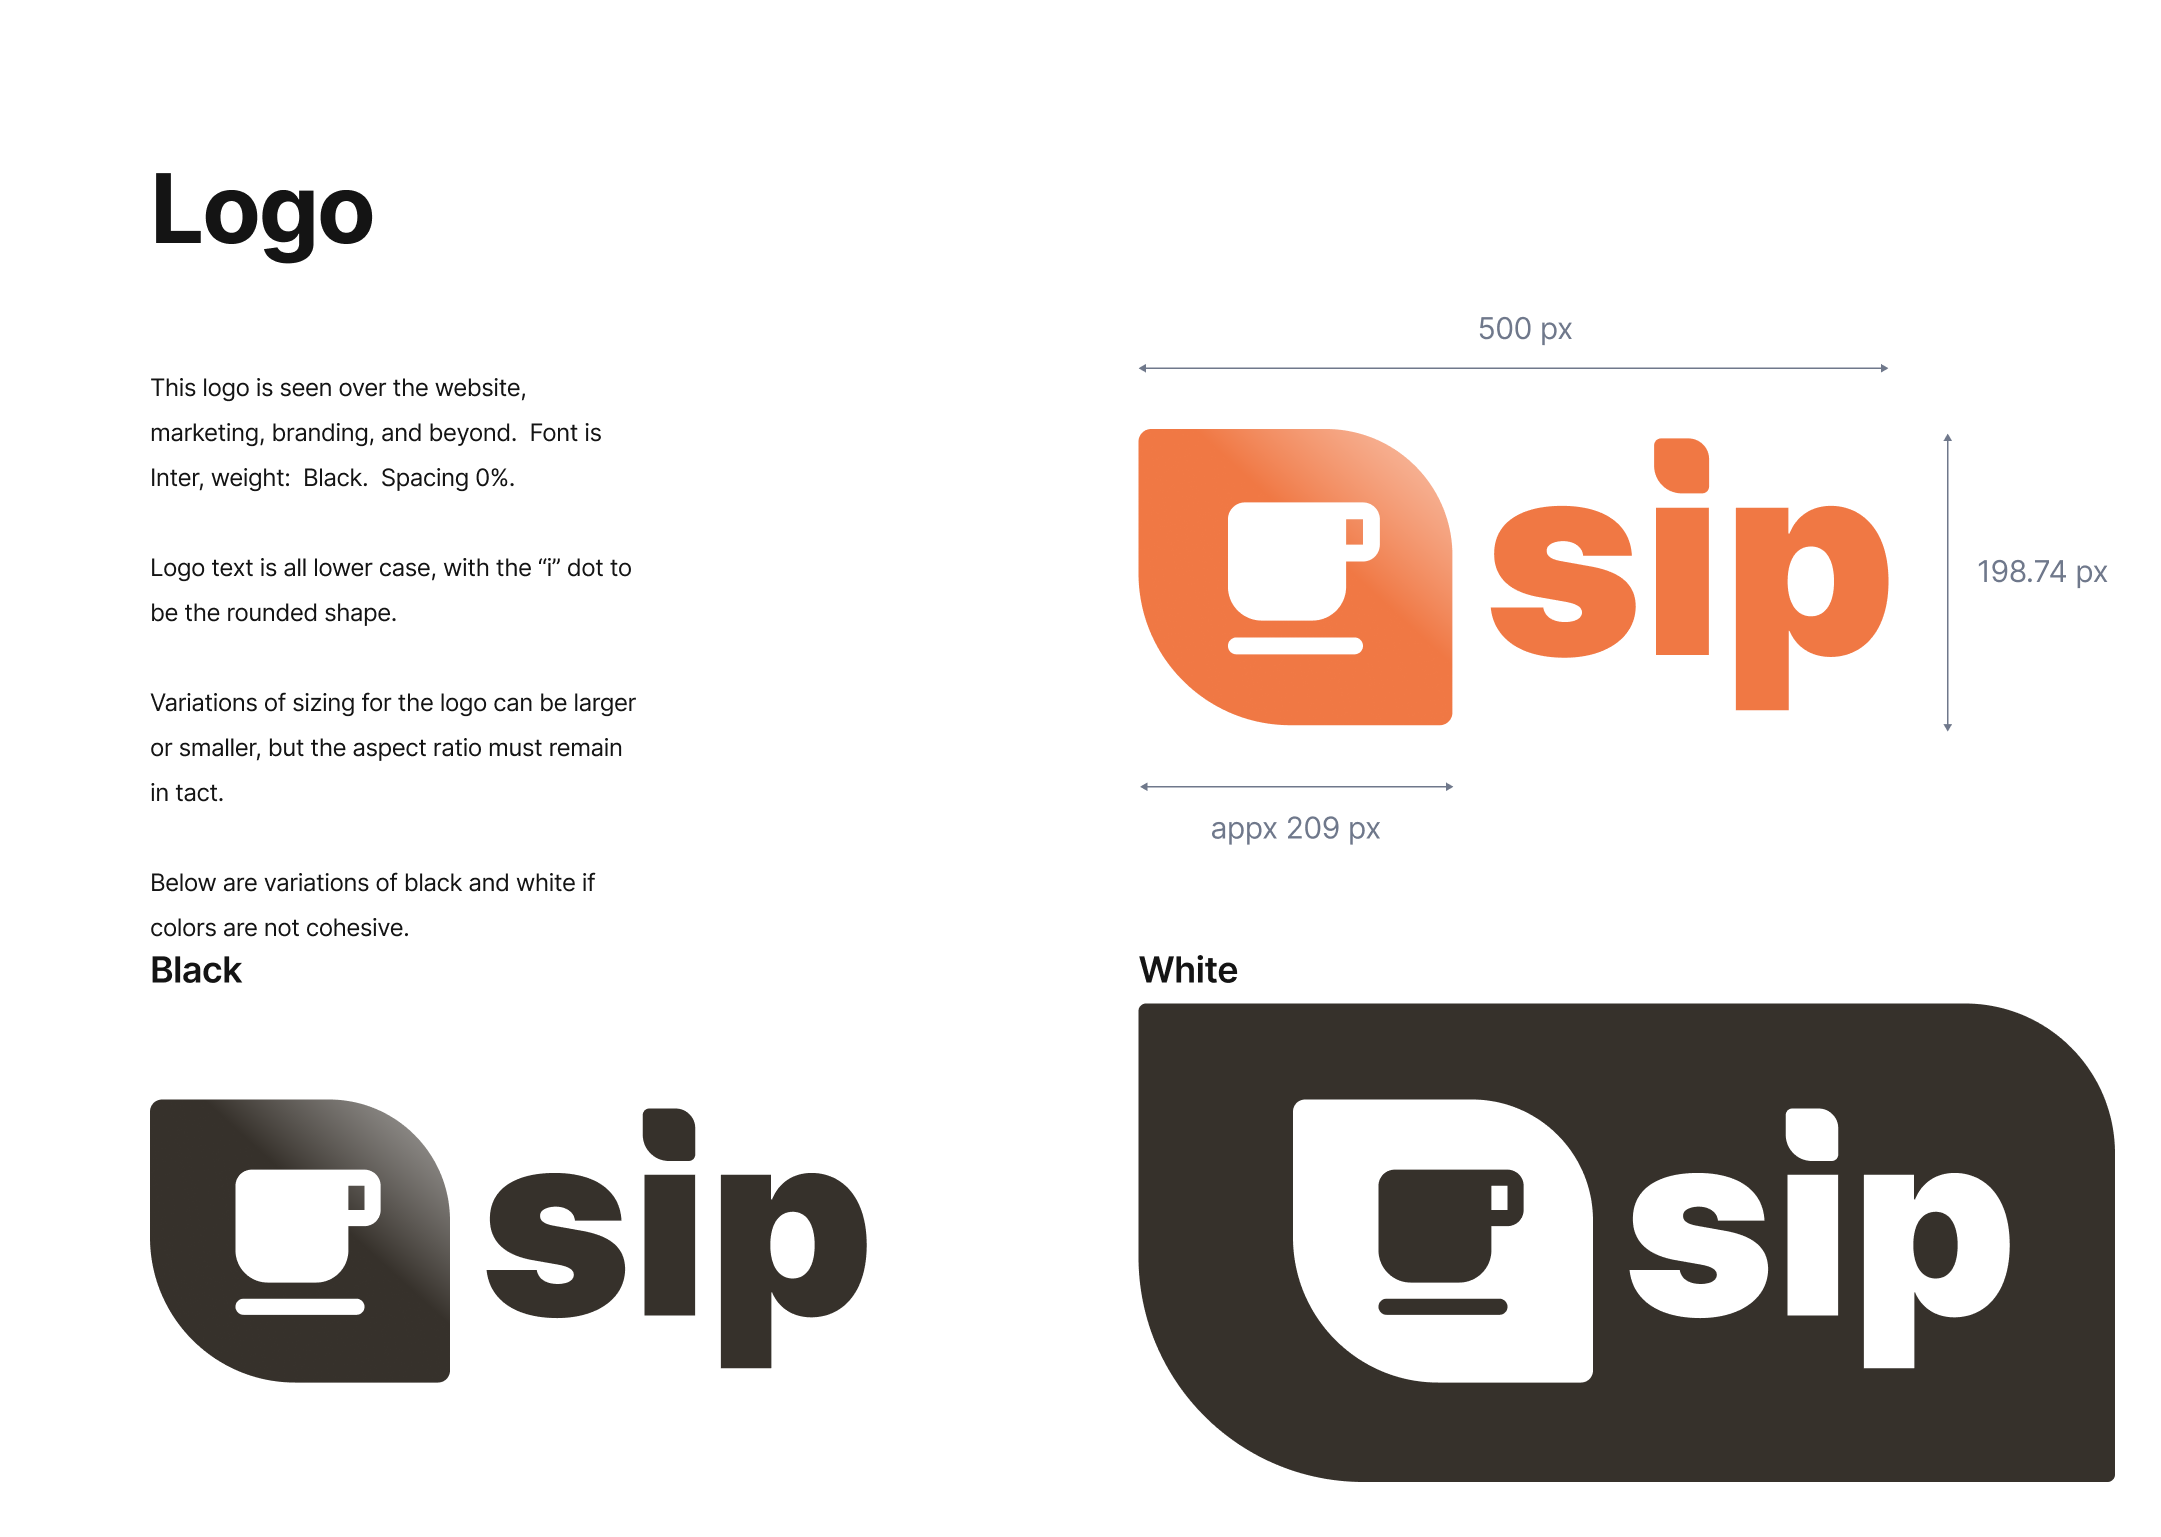 Logo
This logo is seen over the website,
marketing, branding, and beyond.  Font is
Inter, weight:  Black.  Spacing 0%.
Logo text is all lower case, with the “i” dot to
be the rounded shape.
Variations of sizing for the logo can be larger
or smaller, but the aspect ratio must remain
in tact.
Below are variations of black and white if
colors are not cohesive.
500 px
sip
198.74 px
appx 209 px
Black
sip
White
sip